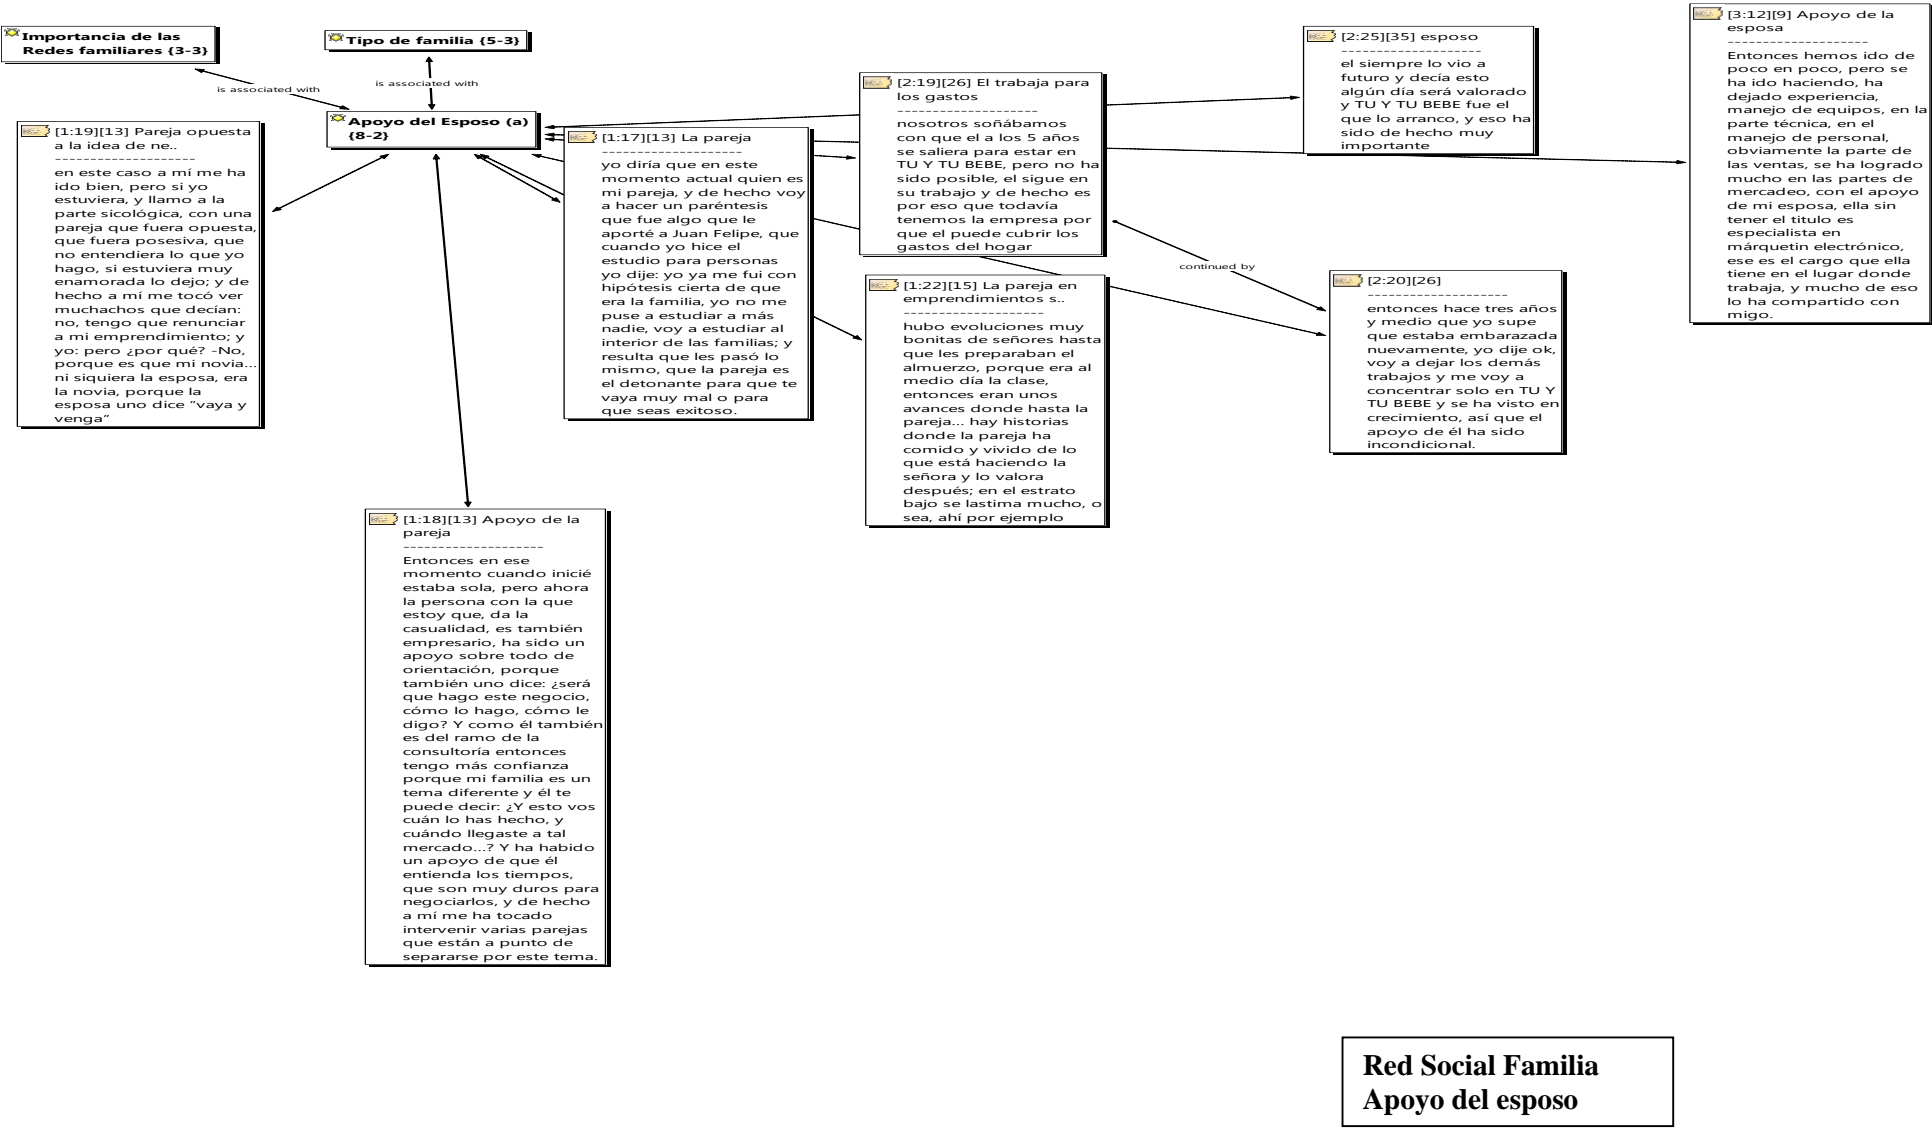 Importancia de las
Redes familiares {3-3}
Tipo de familia {5-3}
is associated with
is associated with
Apoyo del Esposo (a)
{8-2}
[1:19][13] Pareja opuesta
a la idea de ne..
--------------------
en este caso a mí me ha
ido bien, pero si yo
estuviera, y llamo a la
parte sicológica, con una
pareja que fuera opuesta,
que fuera posesiva, que
no entendiera lo que yo
hago, si estuviera muy
enamorada lo dejo; y de
hecho a mí me tocó ver
muchachos que decían:
no, tengo que renunciar
a mi emprendimiento; y
yo: pero ¿por qué? -No,
porque es que mi novia...
ni siquiera la esposa, era
la novia, porque la
esposa uno dice “vaya y
venga”
[1:17][13] La pareja
--------------------
yo diría que en este
momento actual quien es
mi pareja, y de hecho voy
a hacer un paréntesis
que fue algo que le
aporté a Juan Felipe, que
cuando yo hice el
estudio para personas
yo dije: yo ya me fui con
hipótesis cierta de que
era la familia, yo no me
puse a estudiar a más
nadie, voy a estudiar al
interior de las familias; y
resulta que les pasó lo
mismo, que la pareja es
el detonante para que te
vaya muy mal o para
que seas exitoso.
[2:19][26] El trabaja para
los gastos
--------------------
nosotros soñábamos
con que el a los 5 años
se saliera para estar en
TU Y TU BEBE, pero no ha
sido posible, el sigue en
su trabajo y de hecho es
por eso que todavía
tenemos la empresa por
que el puede cubrir los
gastos del hogar
[1:22][15] La pareja en
emprendimientos s..
--------------------
hubo evoluciones muy
bonitas de señores hasta
que les preparaban el
almuerzo, porque era al
medio día la clase,
entonces eran unos
avances donde hasta la
pareja... hay historias
donde la pareja ha
comido y vivido de lo
que está haciendo la
señora y lo valora
después; en el estrato
bajo se lastima mucho, o
sea, ahí por ejemplo
[2:25][35] esposo
--------------------
el siempre lo vio a
futuro y decía esto
algún día será valorado
y TU Y TU BEBE fue el
que lo arranco, y eso ha
sido de hecho muy
importante
continued by
[2:20][26]
--------------------
entonces hace tres años
y medio que yo supe
que estaba embarazada
nuevamente, yo dije ok,
voy a dejar los demás
trabajos y me voy a
concentrar solo en TU Y
TU BEBE y se ha visto en
crecimiento, así que el
apoyo de él ha sido
incondicional.
[3:12][9] Apoyo de la
esposa
--------------------
Entonces hemos ido de
poco en poco, pero se
ha ido haciendo, ha
dejado experiencia,
manejo de equipos, en la
parte técnica, en el
manejo de personal,
obviamente la parte de
las ventas, se ha logrado
mucho en las partes de
mercadeo, con el apoyo
de mi esposa, ella sin
tener el titulo es
especialista en
márquetin electrónico,
ese es el cargo que ella
tiene en el lugar donde
trabaja, y mucho de eso
lo ha compartido con
migo.
[1:18][13] Apoyo de la
pareja
--------------------
Entonces en ese
momento cuando inicié
estaba sola, pero ahora
la persona con la que
estoy que, da la
casualidad, es también
empresario, ha sido un
apoyo sobre todo de
orientación, porque
también uno dice: ¿será
que hago este negocio,
cómo lo hago, cómo le
digo? Y como él también
es del ramo de la
consultoría entonces
tengo más confianza
porque mi familia es un
tema diferente y él te
puede decir: ¿Y esto vos
cuán lo has hecho, y
cuándo llegaste a tal
mercado...? Y ha habido
un apoyo de que él
entienda los tiempos,
que son muy duros para
negociarlos, y de hecho
a mí me ha tocado
intervenir varias parejas
que están a punto de
separarse por este tema.
Red Social Familia
Apoyo del esposo